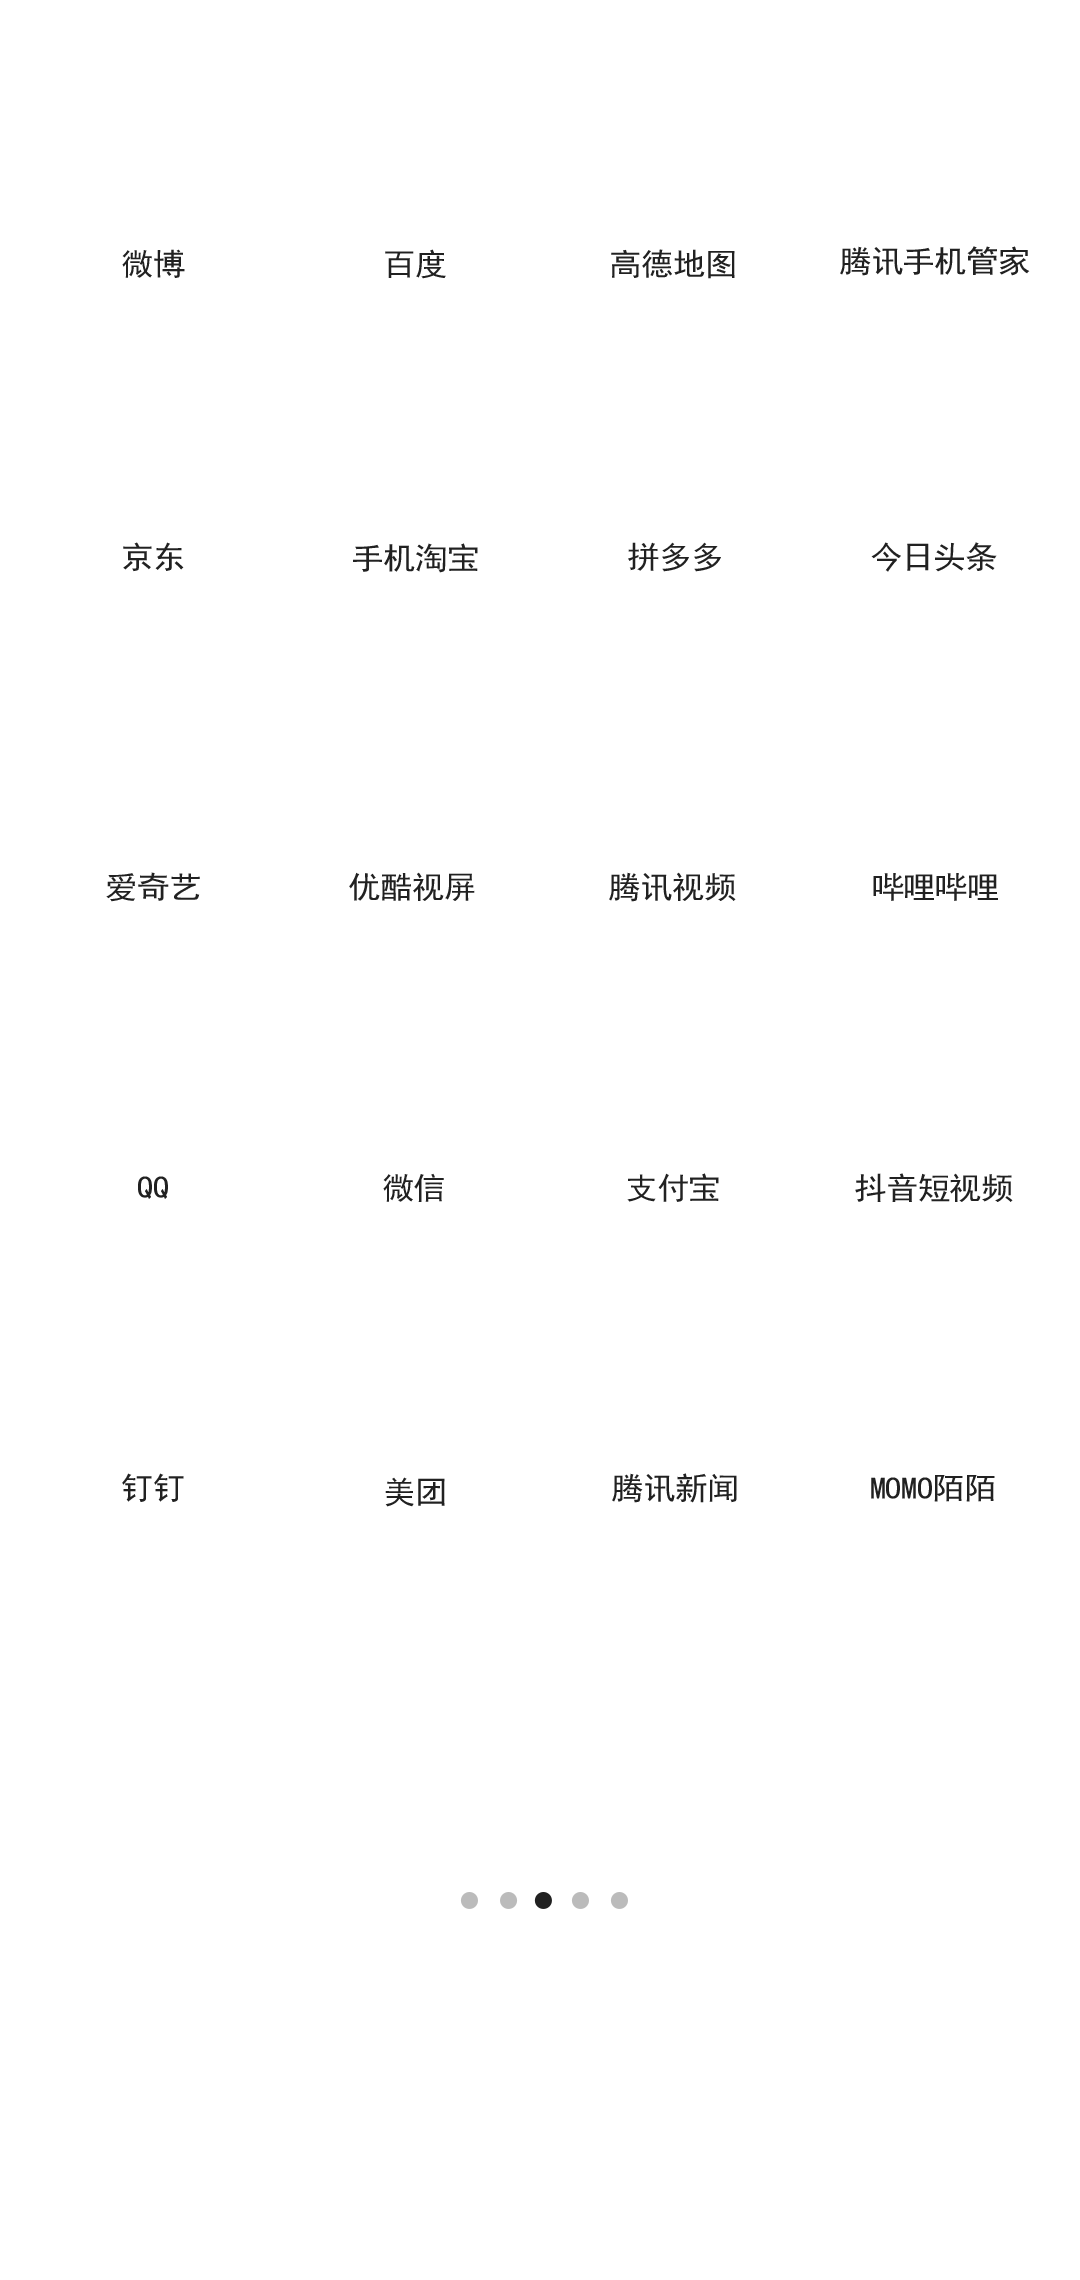 微博 百度 高德地图 腾讯手机管家
京东 手机淘宝 拼多多 今日头条
爱奇艺 优酷视屏 腾讯视频 哔哩哔哩
QQ 微信 支付宝 抖音短视频
钉钉 美团 腾讯新闻 MOMO陌陌